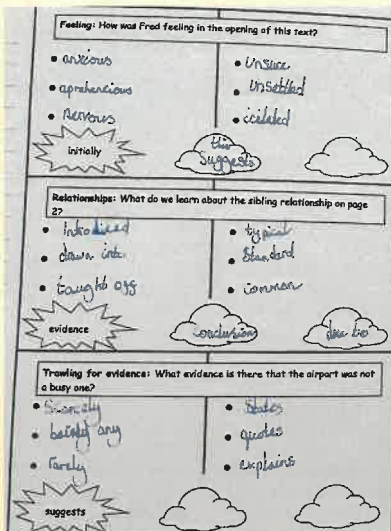 Feeling: How was Fred feeling in the opening of this text?
• anxious • Unsure
• aprehencious • Unsettled
• Nervous • icilated
initially this suggests
Relationships: What do we learn about the sibling relationship on page 2?
• typical
• drawn into • Standard
• taught off • common
evidence conclusion due to
Trawling for evidence: What evidence is there that the airport was not a busy one?
• Scarcely • States
• any • quotes
• rarely • explains
suggests